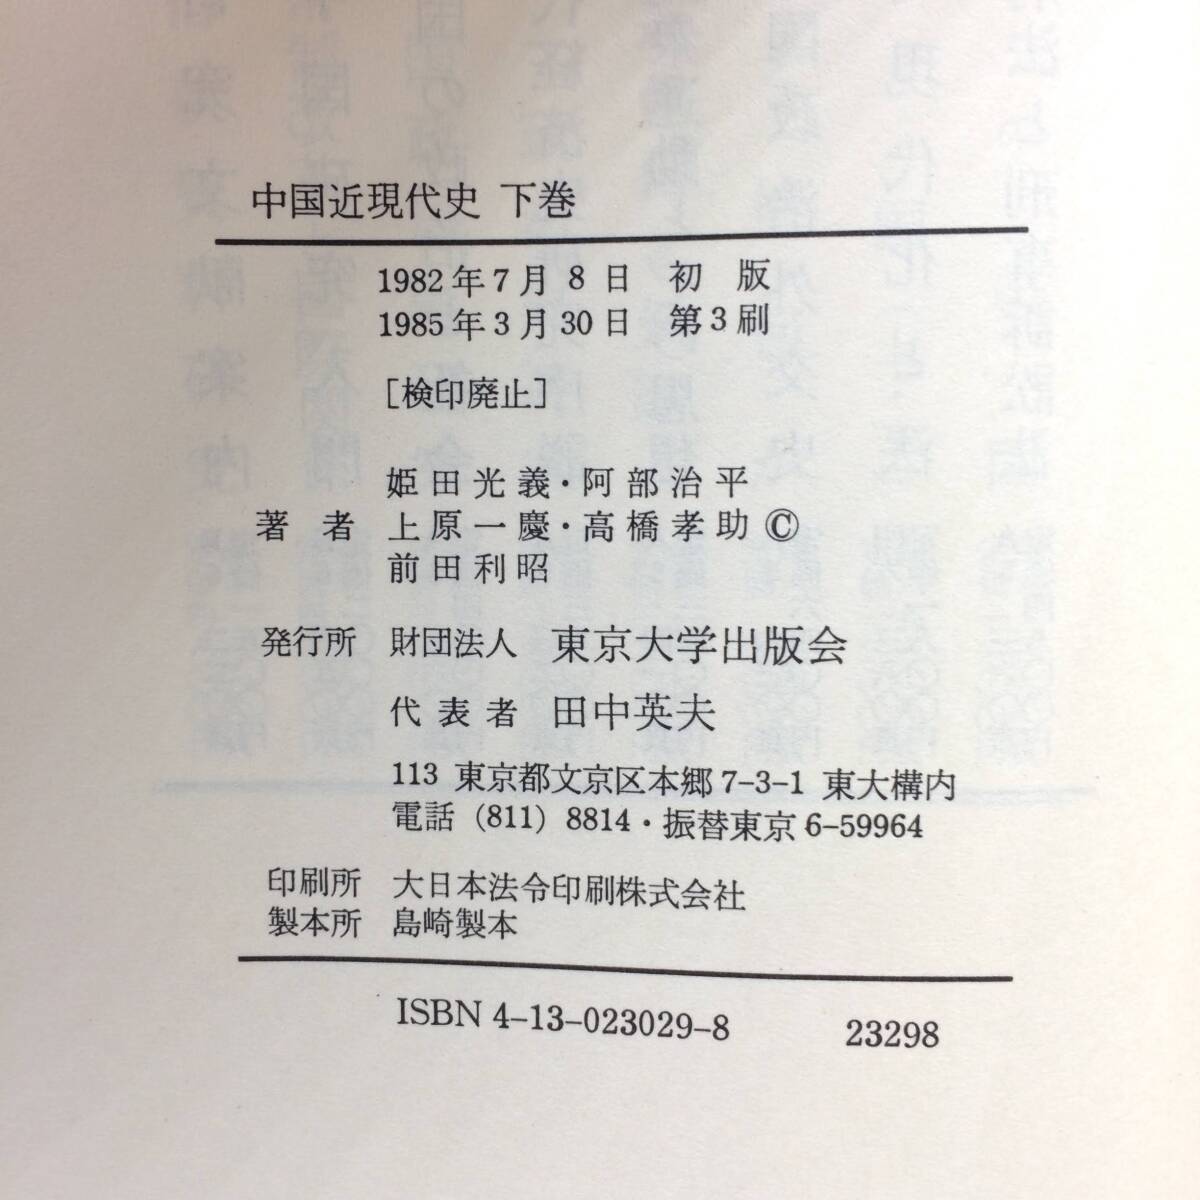 中国近現代史 下巻
1982年7月8日 初版
1985年3月30日 第3刷
[検印廃止]
姫田光義・阿部治平
著者 上原一慶・高橋孝助 ©
前田利昭
発行所 財団法人 東京大学出版会
代表者 田中英夫
113 東京都文京区本郷7-3-1 東大構内
電話 (811) 8814・振替東京6-59964
印刷所 大日本法令印刷株式会社
製本所 島崎製本
ISBN 4-13-023029-8 23298